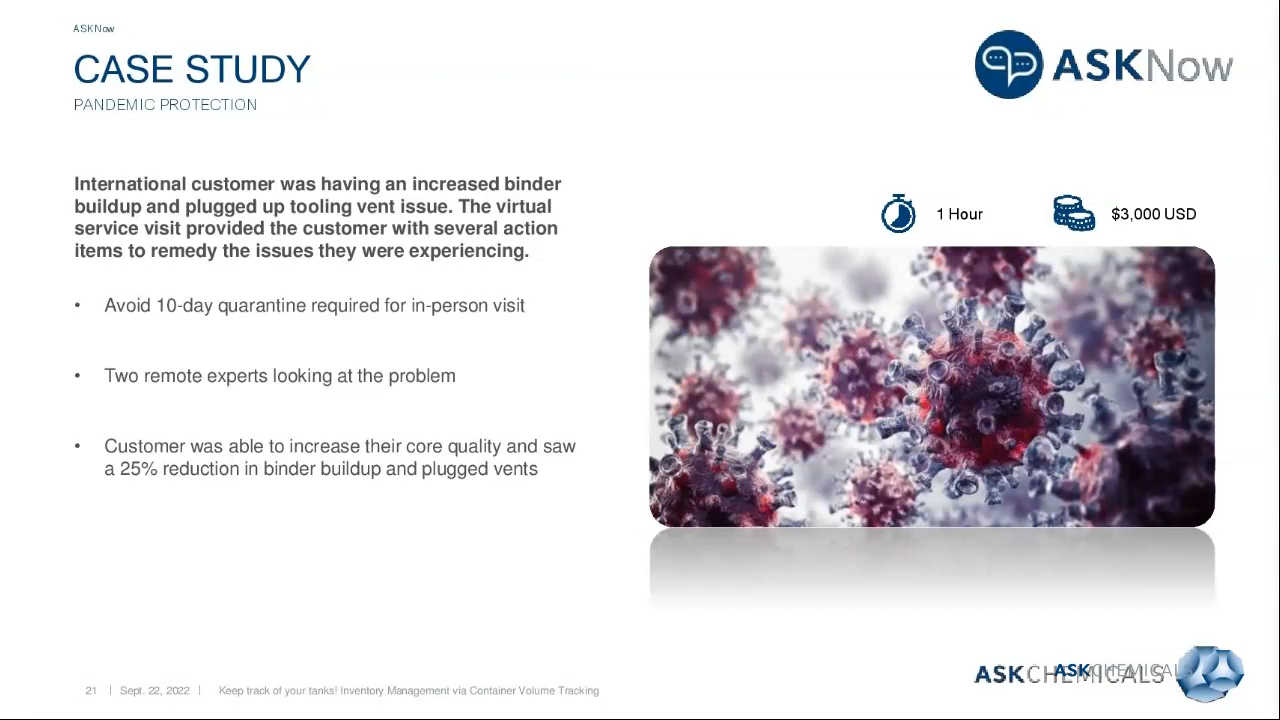 ASKNow
CASE STUDY
PANDEMIC PROTECTION
ASKNow
International customer was having an increased binder
buildup and plugged up tooling vent issue. The virtual
service visit provided the customer with several action
items to remedy the issues they were experiencing.
1 Hour
$3,000 USD
• Avoid 10-day quarantine required for in-person visit
• Two remote experts looking at the problem
• Customer was able to increase their core quality and saw
a 25% reduction in binder buildup and plugged vents
ASKCHEMICALS
ASKCHEMICALS
21 | Sept. 22, 2022 | Keep track of your tanks! Inventory Management via Container Volume Tracking